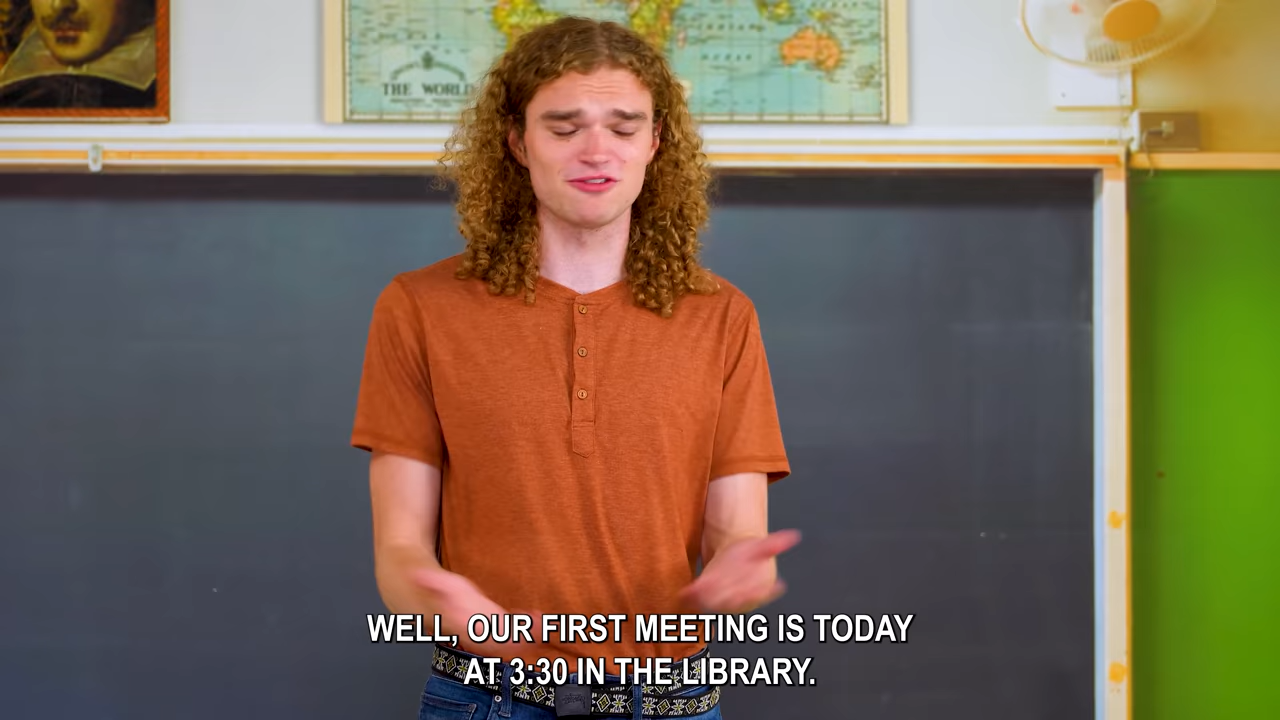 THE WORLD
WELL, OUR FIRST MEETING IS TODAY
AT 3:30 IN THE LIBRARY.